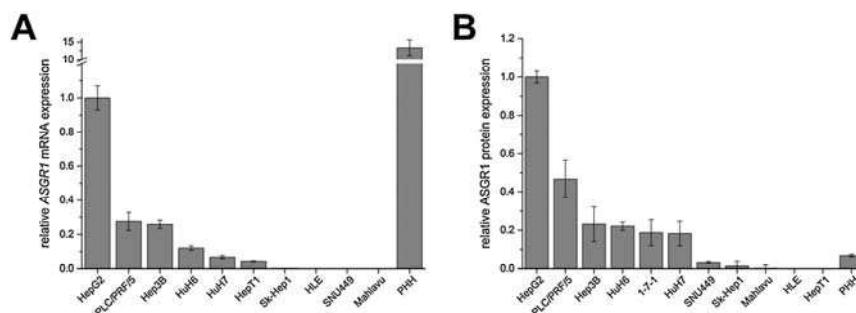 A
relative ASGR1 mRNA expression
15
10
1.0
0.8
0.6
0.4
0.2
0.0
HepG2
PLC/PRF/5
Hep3B
HuH6
HuH7
HepT1
Sk-Hep1
HLE
SNU449
Mahlavu
PHH
B
relative ASGR1 protein expression
1.2
1.0
0.8
0.6
0.4
0.2
0.0
HepG2
PLC/PRF/5
Hep3B
HuH6
1-7-1
HuH7
SNU449
Sk-Hep1
Mahlavu
HLE
HepT1
PHH